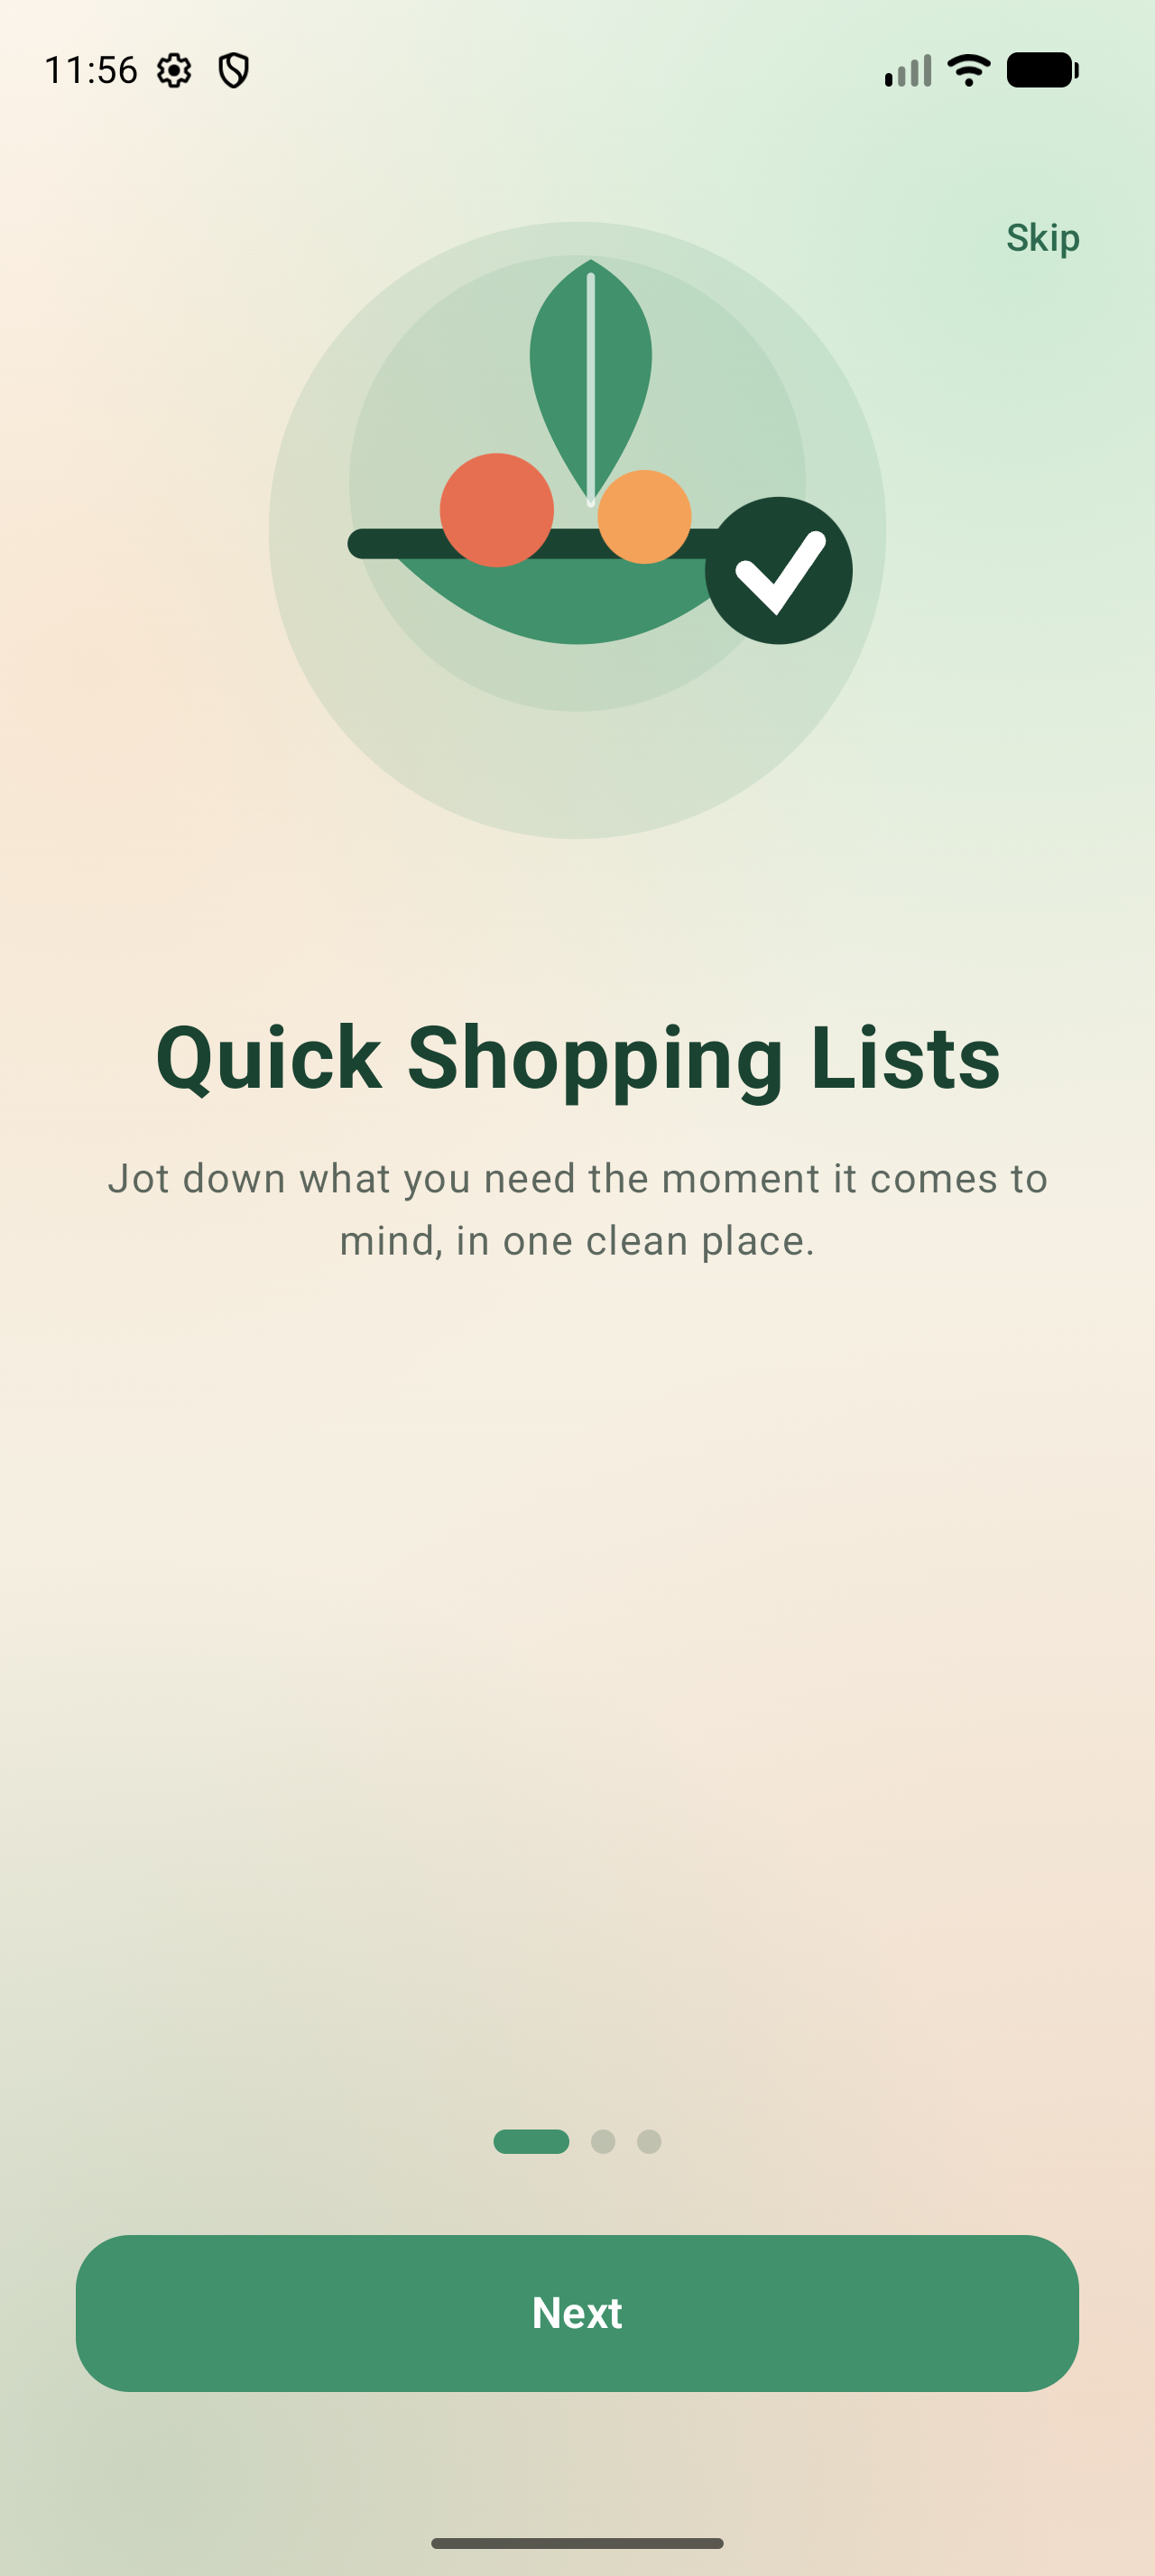 11:56
Skip
Quick Shopping Lists
Jot down what you need the moment it comes to
mind, in one clean place.
Next